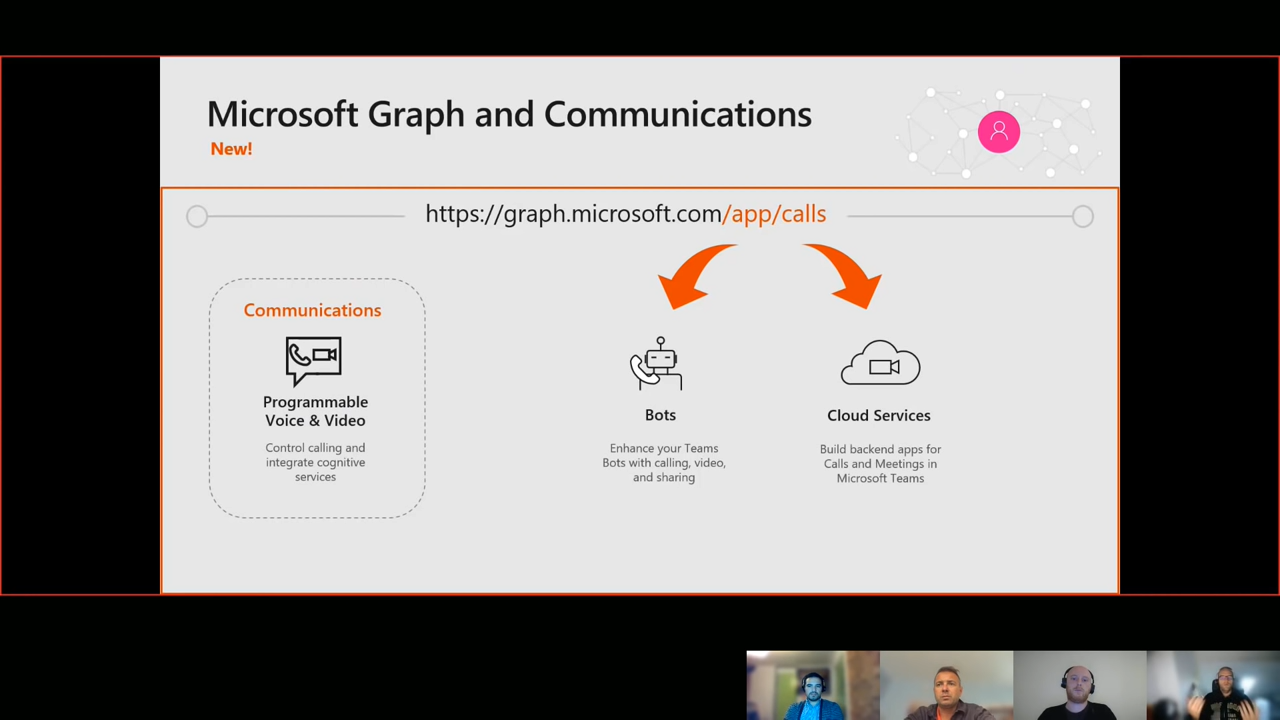 Microsoft Graph and Communications
New!
https://graph.microsoft.com/app/calls
Communications
Programmable
Voice & Video
Control calling and
integrate cognitive
services
Bots
Enhance your Teams
Bots with calling, video,
and sharing
Cloud Services
Build backend apps for
Calls and Meetings in
Microsoft Teams